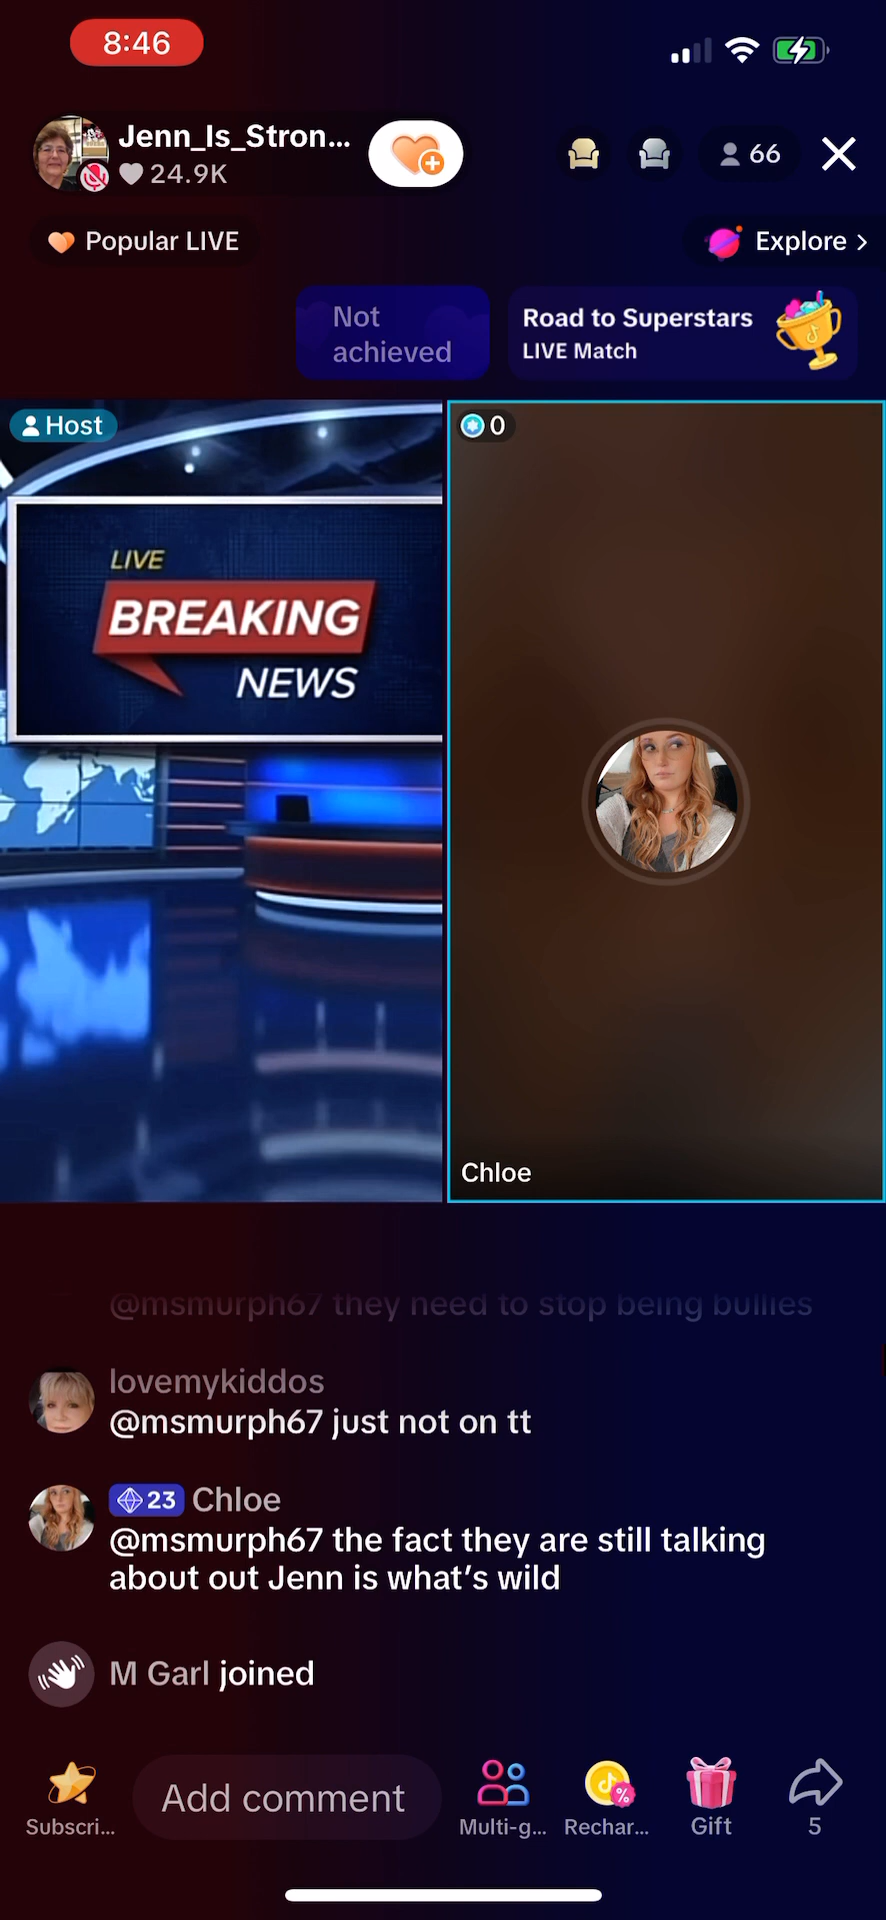 8:46
Jenn_Is_Stron...
24.9K
66
Popular LIVE
Explore >
Not
achieved
Road to Superstars
LIVE Match
Host
0
LIVE
BREAKING
NEWS
Chloe
@msmurph67 they need to stop being bullies
lovemykiddos
@msmurph67 just not on tt
23 Chloe
@msmurph67 the fact they are still talking
about out Jenn is what's wild
M Garl joined
Add comment
Subscri...
Multi-g...
Rechar...
Gift
5